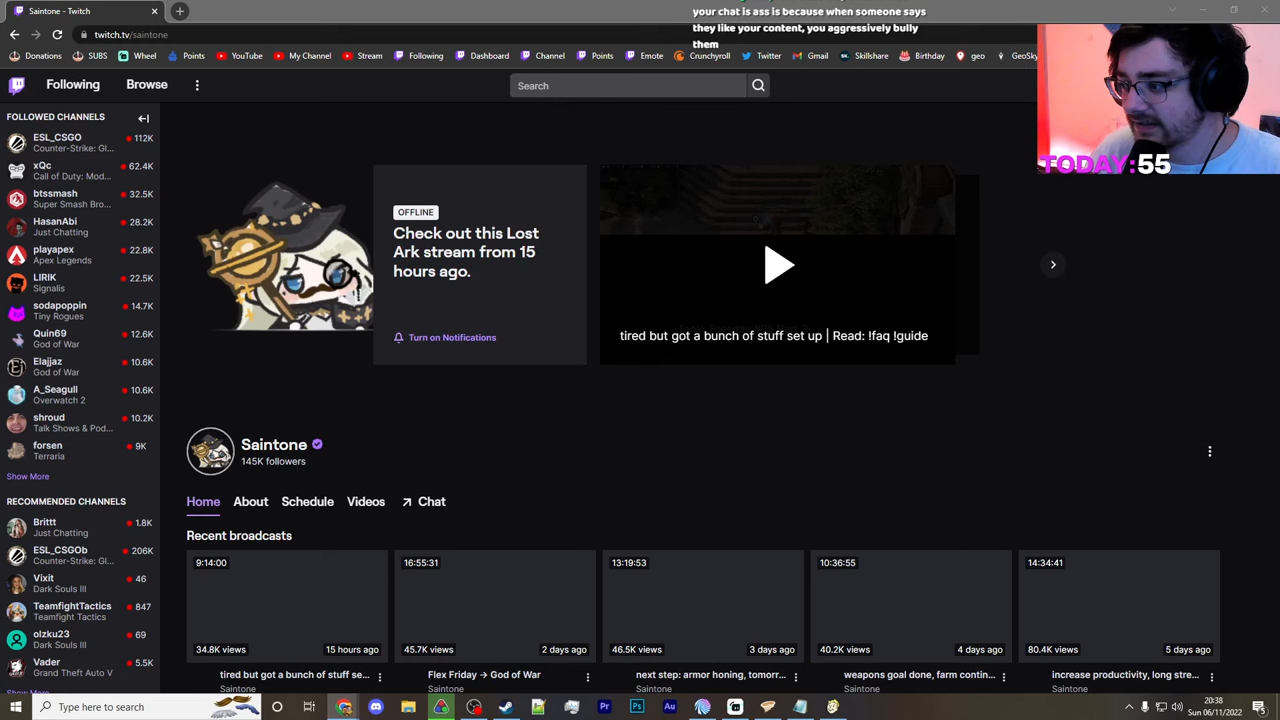 Saintone - Twitch
your chat is ass is because when someone says
they like your content, you aggressively bully
them
twitch.tv/saintone
Donations SUBS Wheel Points YouTube My Channel Stream Following Dashboard Channel Points Emote Crunchyroll Twitter Gmail Skillshare Birthday geo GeoSky
Following Browse
Search
TODAY:55
FOLLOWED CHANNELS
ESL_CSGO 112K
Counter-Strike: Gl...
xQc 62.4K
Call of Duty: Mod...
btssmash 32.5K
Super Smash Bro...
HasanAbi 28.2K
Just Chatting
playapex 22.8K
Apex Legends
LIRIK 22.5K
Signalis
sodapoppin 14.7K
Tiny Rogues
Quin69 12.6K
God of War
Elajjaz 10.6K
God of War
A_Seagull 10.6K
Overwatch 2
shroud 10.2K
Talk Shows & Pod...
forsen 9K
Terraria
Show More
RECOMMENDED CHANNELS
Brittt 1.8K
Just Chatting
ESL_CSGOb 206K
Counter-Strike: Gl...
Vixit 46
Dark Souls III
TeamfightTactics 847
Teamfight Tactics
olzku23 69
Dark Souls III
Vader 5.5K
Grand Theft Auto V
Show More
OFFLINE
Check out this Lost
Ark stream from 15
hours ago.
Turn on Notifications
tired but got a bunch of stuff set up | Read: !faq !guide
Saintone
145K followers
Home About Schedule Videos Chat
Recent broadcasts
9:14:00 16:55:31 13:19:53 10:36:55 14:34:41
34.8K views 15 hours ago 45.7K views 2 days ago 46.5K views 3 days ago 40.2K views 4 days ago 80.4K views 5 days ago
tired but got a bunch of stuff se... Flex Friday -> God of War next step: armor honing, tomorr... weapons goal done, farm contin... increase productivity, long stre...
Saintone Saintone Saintone Saintone Saintone
Type here to search
20:38
Sun 06/11/2022